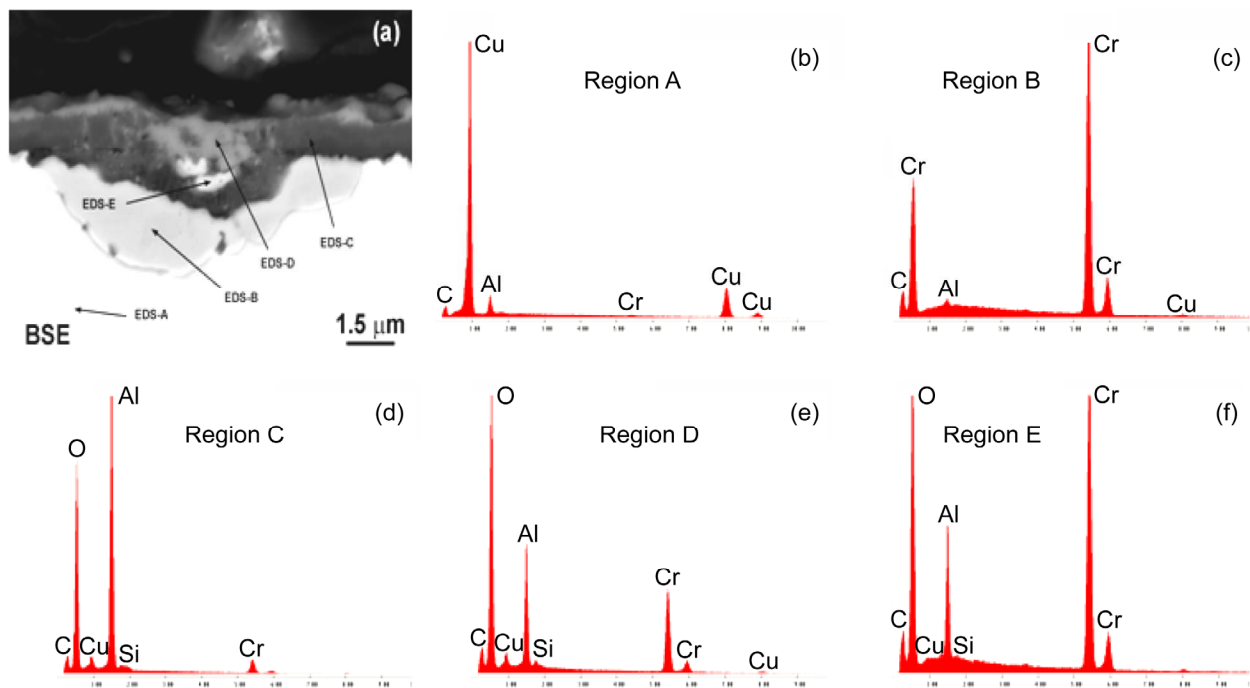 (a)
EDS-E
EDS-C
EDS-D
EDS-B
EDS-A
BSE
1.5 μm
(b)
Region A
Cu
C
Al
Cr
Cu
Cu
(c)
Region B
Cr
Cr
C
Al
Cr
Cu
(d)
Region C
Al
O
C
Cu
Si
Cr
(e)
Region D
O
Al
Cr
C
Cu
Si
Cr
Cu
(f)
Region E
O
Cr
Al
C
Cu
Si
Cr